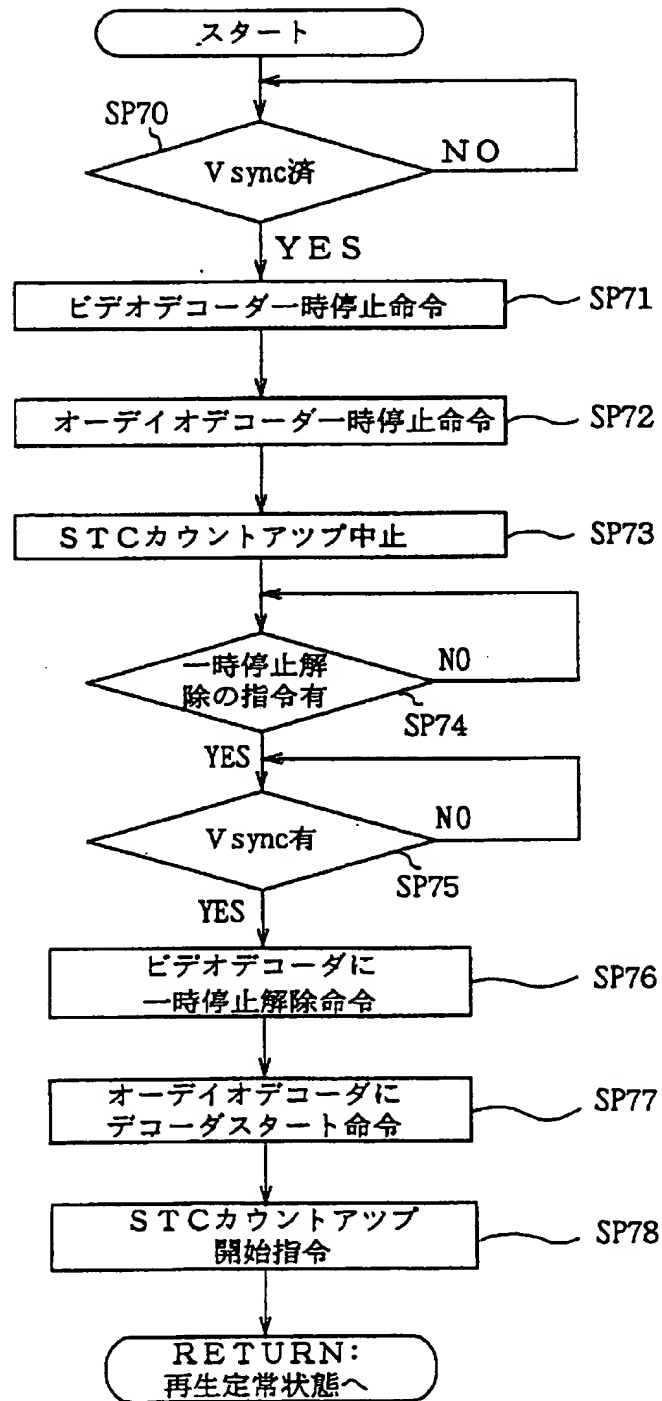 スタート
SP70
V sync済
NO
YES
ビデオデコーダ一時停止命令
SP71
オーデイオデコーダ一時停止命令
SP72
STCカウントアツプ中止
SP73
一時停止解
除の指令有
NO
SP74
YES
V sync有
NO
SP75
YES
ビデオデコーダに
一時停止解除命令
SP76
オーデイオデコーダに
デコーダスタート命令
SP77
STCカウントアツプ
開始指令
SP78
RETURN:
再生定常状態へ